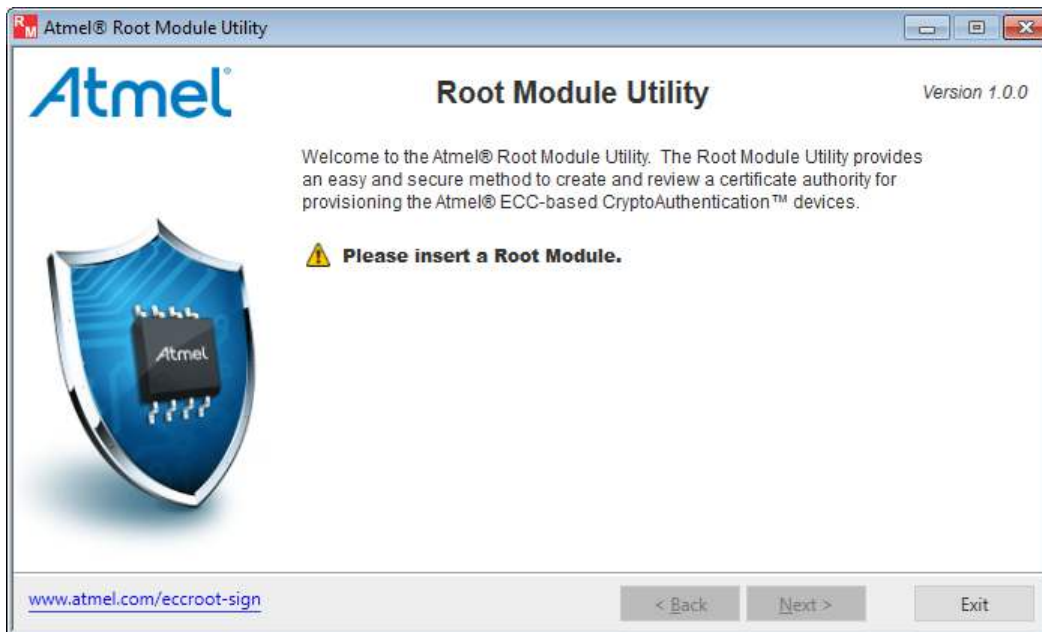 RM Atmel® Root Module Utility
Atmel®
Root Module Utility
Version 1.0.0
Welcome to the Atmel® Root Module Utility. The Root Module Utility provides
an easy and secure method to create and review a certificate authority for
provisioning the Atmel® ECC-based CryptoAuthentication™ devices.
Please insert a Root Module.
Atmel
www.atmel.com/eccroot-sign
< Back
Next >
Exit